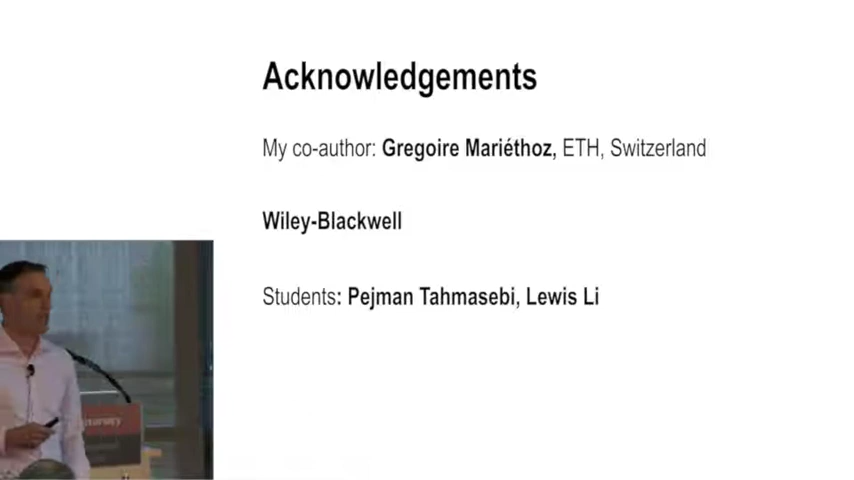 Acknowledgements
My co-author: Gregoire Mariéthoz, ETH, Switzerland
Wiley-Blackwell
Students: Pejman Tahmasebi, Lewis Li